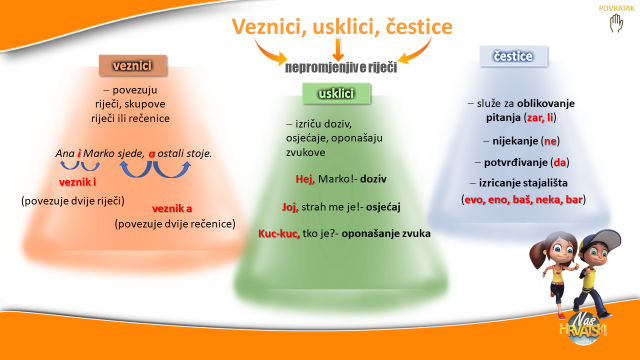 POVRATAK
Veznici, usklici, čestice
nepromjenjive riječi
veznici
– povezuju
riječi, skupove
riječi ili rečenice
Ana i Marko sjede, a ostali stoje.
veznik i
(povezuje dvije riječi)
veznik a
(povezuje dvije rečenice)
usklici
– izriču doziv,
osjećaje, oponašaju
zvukove
Hej, Marko!- doziv
Joj, strah me je!- osjećaj
Kuc-kuc, tko je?- oponašanje zvuka
čestice
– služe za oblikovanje
pitanja (zar, li)
– nijekanje (ne)
– potvrđivanje (da)
– izricanje stajališta
(evo, eno, baš, neka, bar)
Naš
HRVATSKI